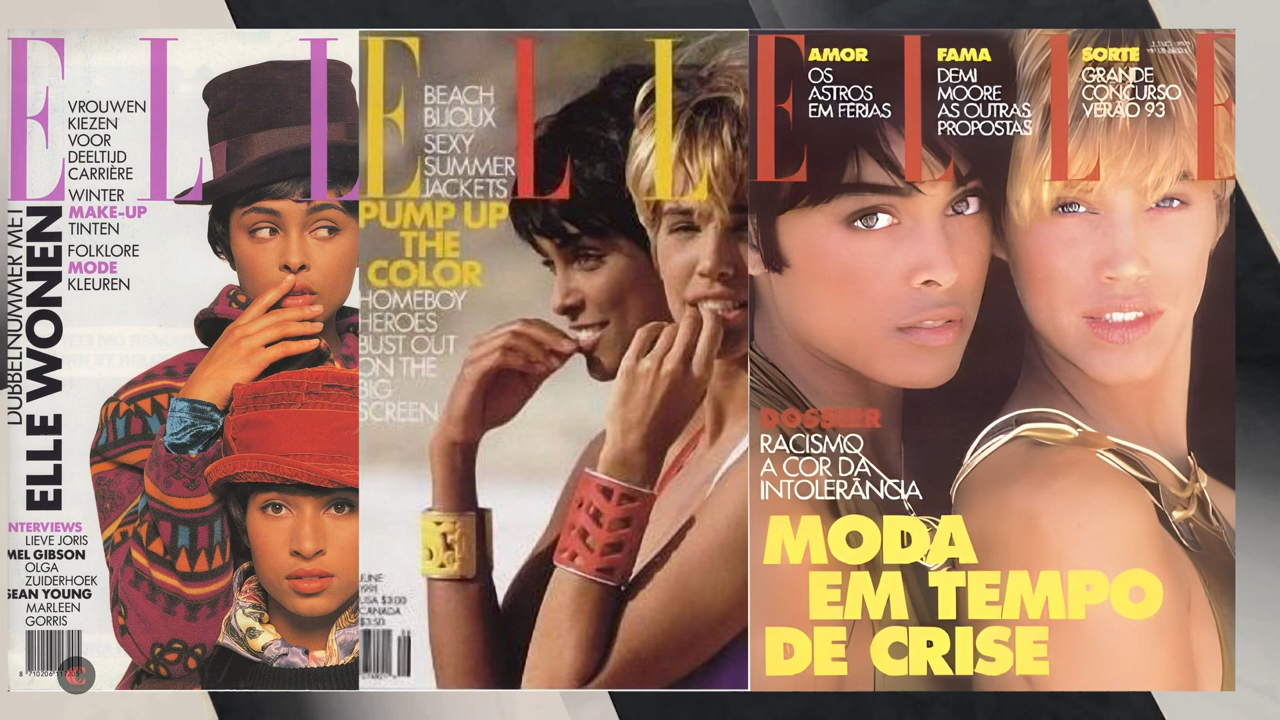 ELLE
VROUWEN
KIEZEN
VOOR
DEELTIJD
CARRIÈRE
WINTER
MAKE-UP
TINTEN
FOLKLORE
MODE
KLEUREN
DUBBELNUMMER MET
ELLE WONEN
NTERVIEWS
LIEVE JORIS
MEL GIBSON
OLGA
ZUIDERHOEK
SEAN YOUNG
MARLEEN
GORRIS
ELLE
BEACH
BIJOUX
SEXY
SUMMER
JACKETS
PUMP UP
THE
COLOR
HOMEBOY
HEROES
BUST OUT
ON THE
BIG
SCREEN
JUNE
1991
USA $3.00
CANADA
$3.50
ELLE
AMOR
OS
ASTROS
EM FÉRIAS
FAMA
DEMI
MOORE
AS OUTRAS
PROPOSTAS
SORTE
GRANDE
CONCURSO
VERÃO 93
DOSSIER
RACISMO
A COR DA
INTOLERÂNCIA
MODA
EM TEMPO
DE CRISE